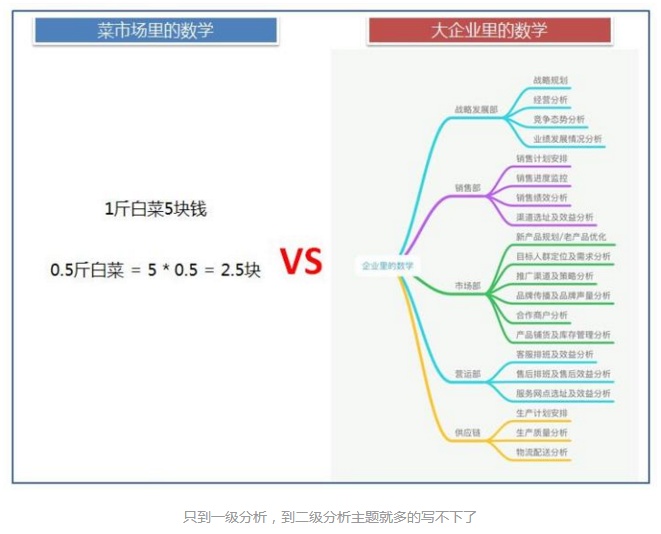 菜市场里的数学
大企业里的数学
1斤白菜5块钱
0.5斤白菜 = 5 * 0.5 = 2.5块
VS
企业里的数学
战略发展部
战略规划
经营分析
竞争态势分析
业绩发展情况分析
销售部
销售计划安排
销售进度监控
销售绩效分析
渠道选址及效益分析
市场部
新产品规划/老产品优化
目标人群定位及需求分析
推广渠道及策略分析
品牌传播及品牌声量分析
合作商户分析
产品铺货及库存管理分析
营运部
客服排班及效益分析
售后排班及售后效益分析
服务网点选址及效益分析
供应链
生产计划安排
生产质量分析
物流配送分析
只到一级分析，到二级分析主题就多的写不下了